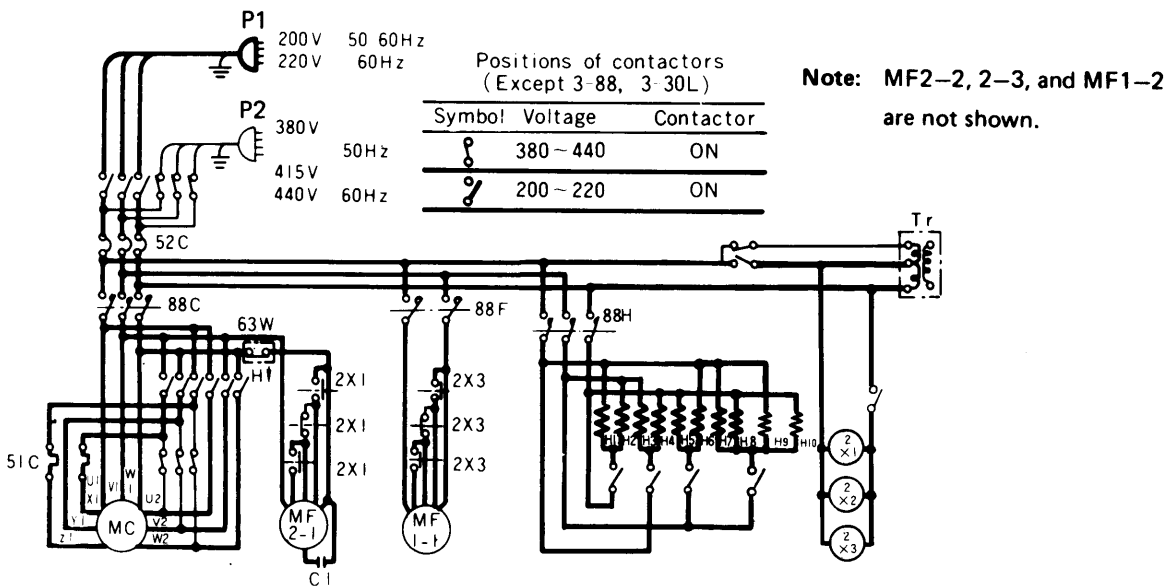 P1
200V 50 60Hz
220V 60Hz
P2
380V
50Hz
415V
440V 60Hz
Positions of contactors
(Except 3-88, 3-30L)
Symbol Voltage Contactor
380~440 ON
200~220 ON
Note: MF2-2, 2-3, and MF1-2
are not shown.
Tr
52C
88C
63W
H
88F
88H
2X1
2X1
2X1
2X3
2X3
2X3
H1 H2 H3 H4 H5 H6 H7 H8 H9 H10
51C
U1 V1 W1 U2
X1
Y1 MC V2
Z1 W2
MF
2-1
C1
MF
1-1
2
X1
2
X2
2
X3